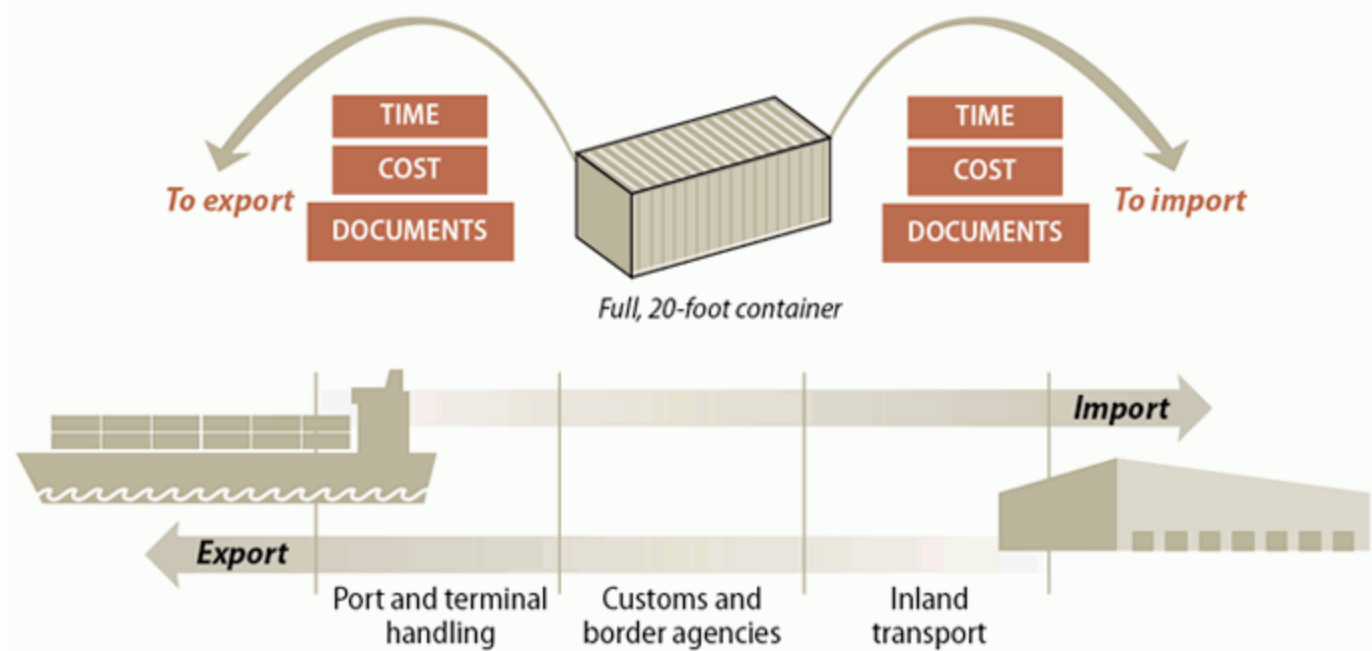 TIME
COST
DOCUMENTS
To export
TIME
COST
DOCUMENTS
To import
Full, 20-foot container
Import
Export
Port and terminal
handling
Customs and
border agencies
Inland
transport